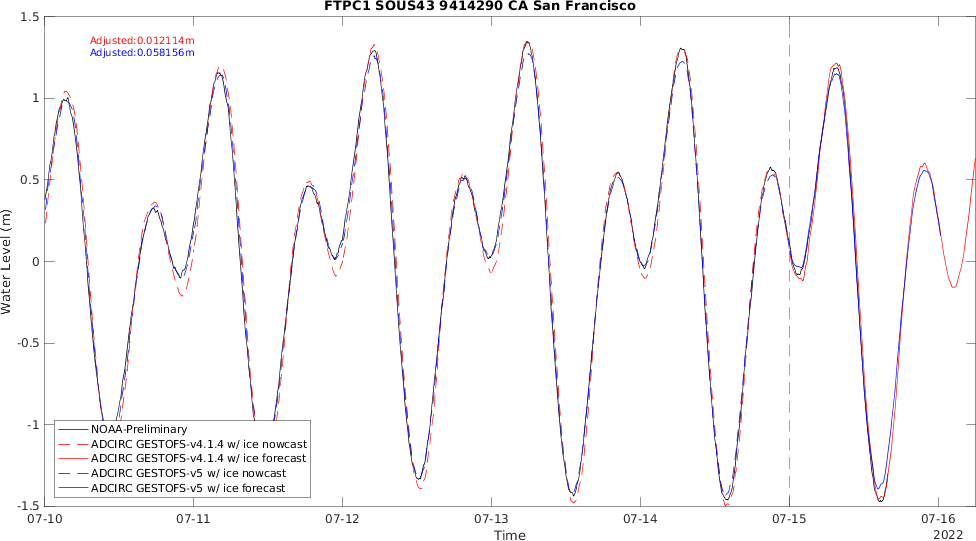 FTPC1 SOUS43 9414290 CA San Francisco
1.5
1
0.5
0
-0.5
-1
-1.5
Water Level (m)
Adjusted:0.012114m
Adjusted:0.058156m
NOAA-Preliminary
ADCIRC GESTOFS-v4.1.4 w/ ice nowcast
ADCIRC GESTOFS-v4.1.4 w/ ice forecast
ADCIRC GESTOFS-v5 w/ ice nowcast
ADCIRC GESTOFS-v5 w/ ice forecast
07-10 07-11 07-12 07-13 07-14 07-15 07-16
Time
2022